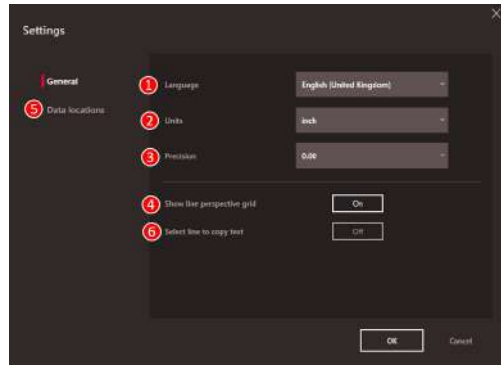 Settings
General
5 Data locations
1 Language English (United Kingdom)
2 Units inch
3 Precision 0.00
4 Show line perspective grid On
6 Select line to copy text Off
OK Cancel